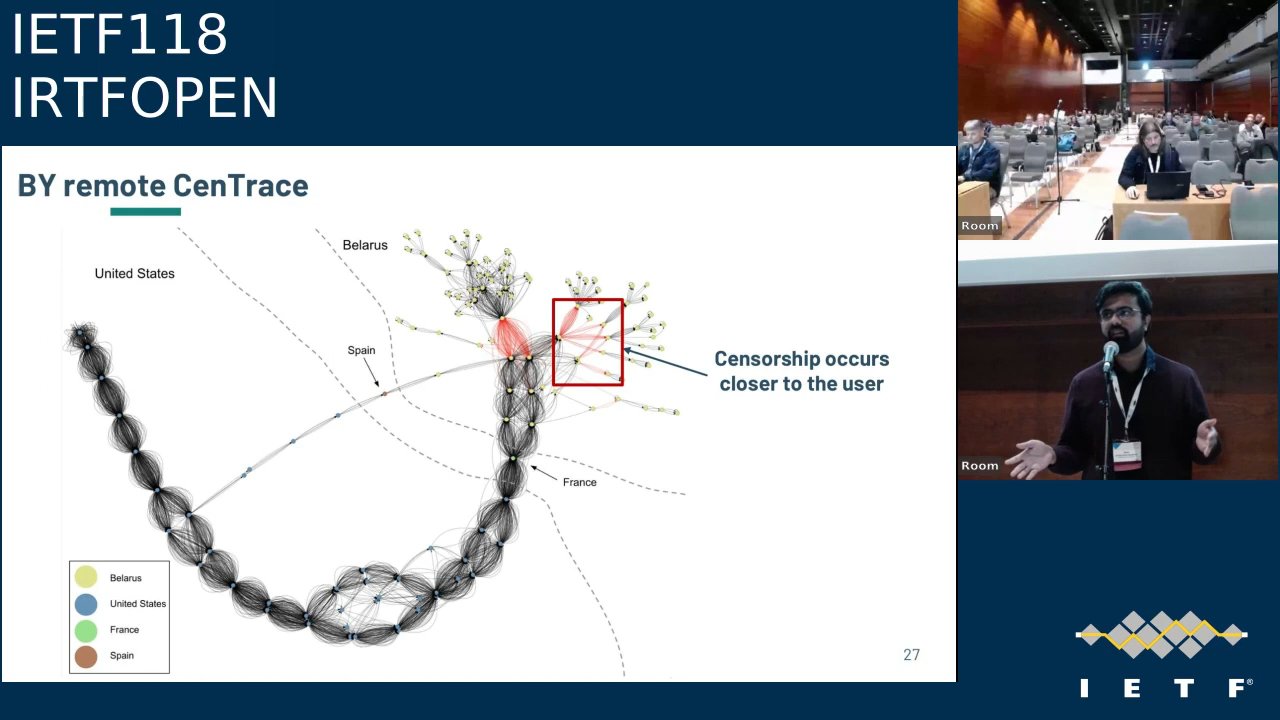 IETF118
IRTFOPEN
BY remote CenTrace
Belarus
United States
Spain
Censorship occurs
closer to the user
France
Belarus
United States
France
Spain
27
Room
Room
I E T F®